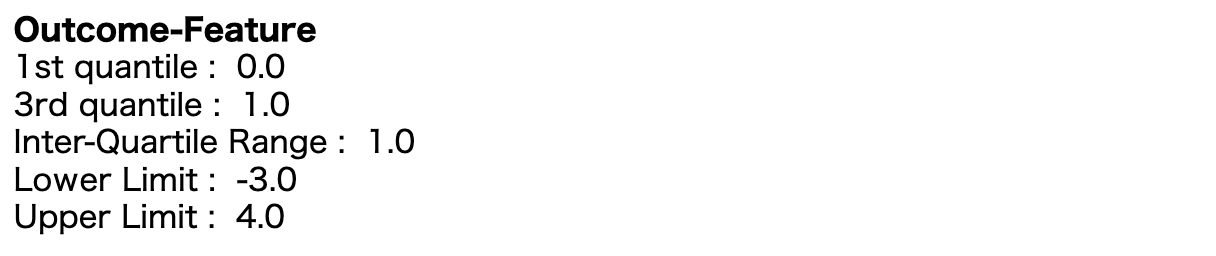 Outcome-Feature
1st quantile :  0.0
3rd quantile :  1.0
Inter-Quartile Range :  1.0
Lower Limit :  -3.0
Upper Limit :  4.0